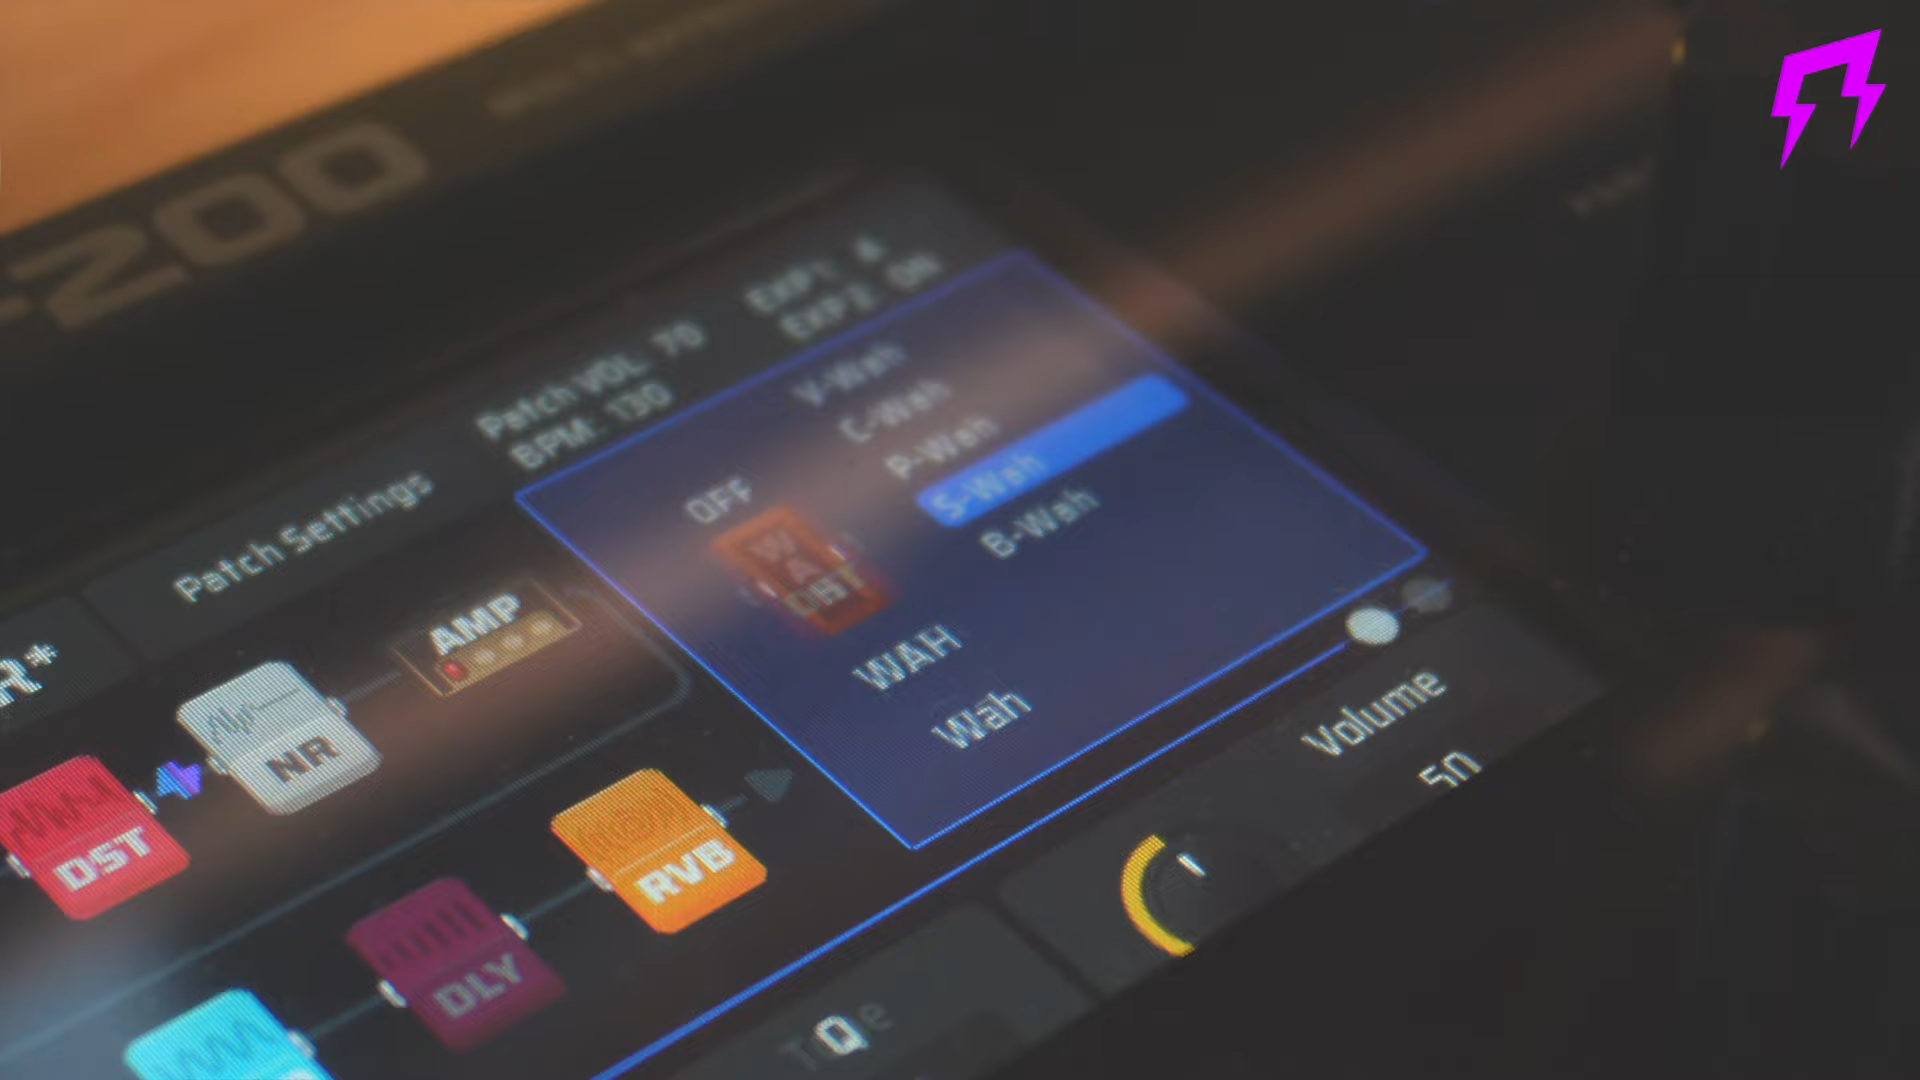 -200
Patch VOL: 70
BPM: 130
EXP1: A
EXP2: ON
Patch Settings
R*
V-Wah
C-Wah
P-Wah
S-Wah
B-Wah
OFF
WAH
Wah
AMP
NR
DST
RVB
DLY
Volume
50
Q